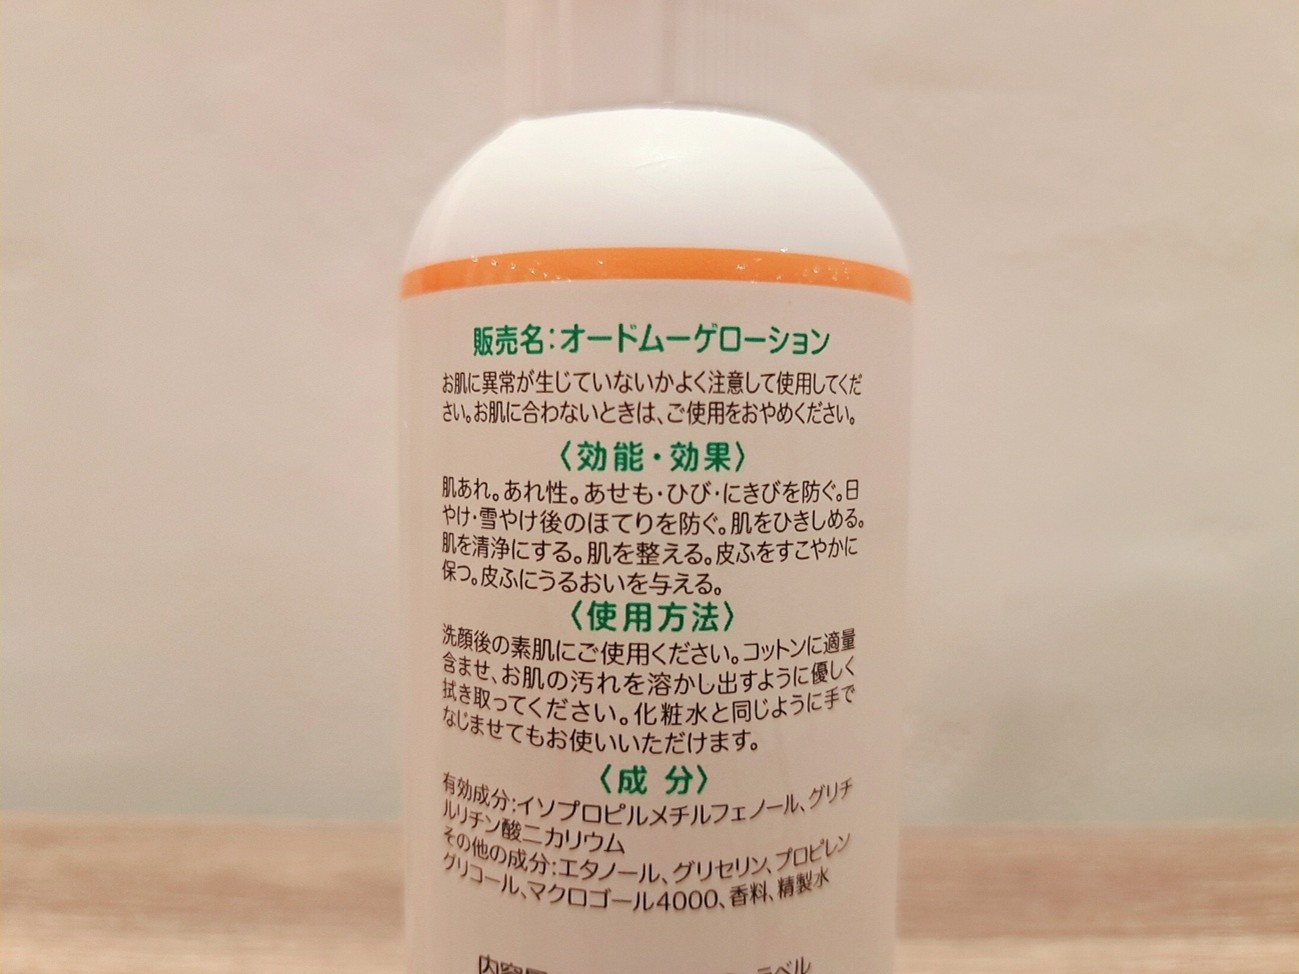 販売名：オードムーゲローション
お肌に異常が生じていないかよく注意して使用してくだ
さい。お肌に合わないときは、ご使用をおやめください。
〈効能・効果〉
肌あれ。あれ性。あせも・ひび・にきびを防ぐ。日
やけ・雪やけ後のほてりを防ぐ。肌をひきしめる。
肌を清浄にする。肌を整える。皮ふをすこやかに
保つ。皮ふにうるおいを与える。
〈使用方法〉
洗顔後の素肌にご使用ください。コットンに適量
含ませ、お肌の汚れを溶かし出すように優しく
拭き取ってください。化粧水と同じように手で
なじませてもお使いいただけます。
〈成 分〉
有効成分：イソプロピルメチルフェノール、グリチ
ルリチン酸二カリウム
その他の成分：エタノール、グリセリン、プロピレン
グリコール、マクロゴール4000、香料、精製水
ラベル